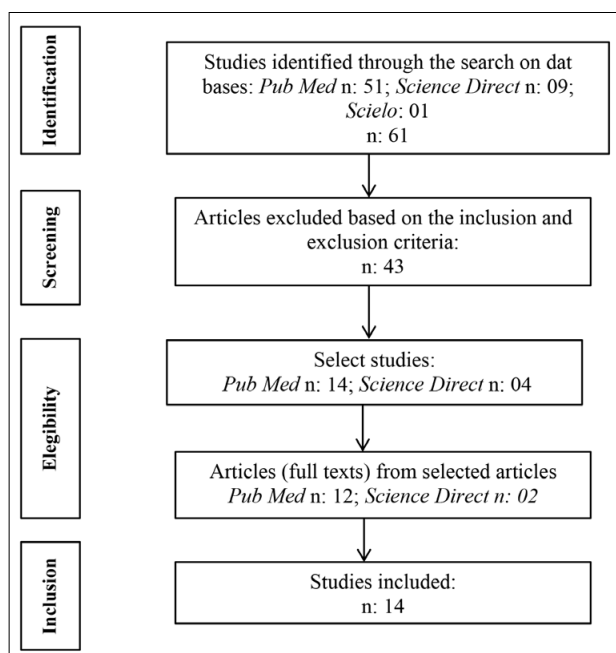 Identification
Studies identified through the search on dat
bases: Pub Med n: 51; Science Direct n: 09;
Scielo: 01
n: 61
Screening
Articles excluded based on the inclusion and
exclusion criteria:
n: 43
Elegibility
Select studies:
Pub Med n: 14; Science Direct n: 04
Articles (full texts) from selected articles
Pub Med n: 12; Science Direct n: 02
Inclusion
Studies included:
n: 14